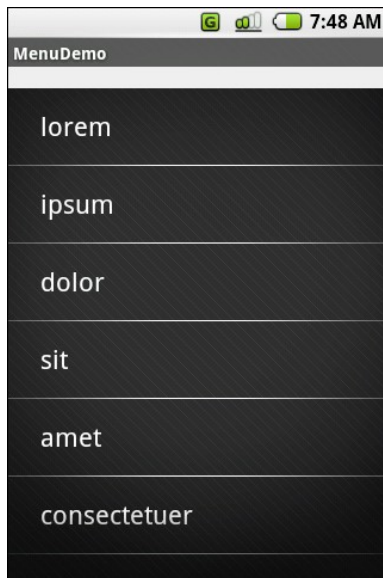 G 7:48 AM
MenuDemo
lorem
ipsum
dolor
sit
amet
consectetuer